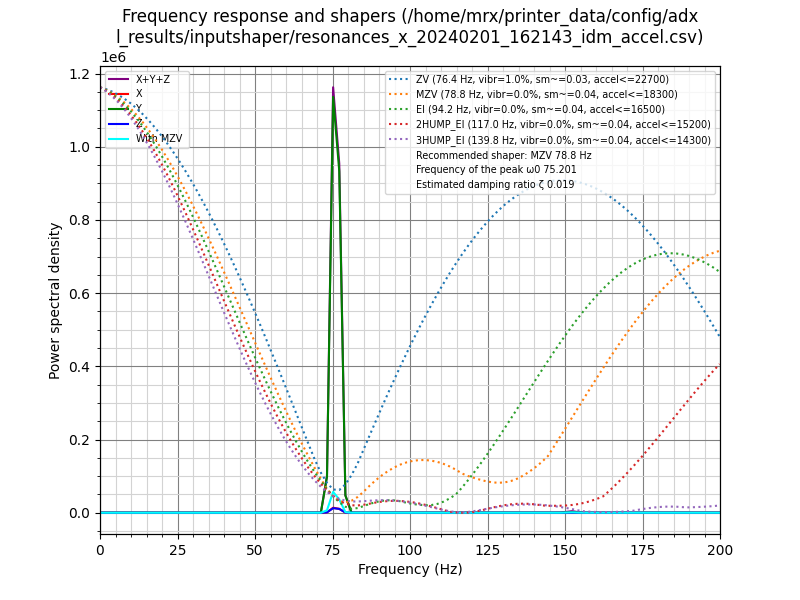 Frequency response and shapers (/home/mrx/printer_data/config/adx
l_results/inputshaper/resonances_x_20240201_162143_idm_accel.csv)
1e6
X+Y+Z
X
Y
Z
With MZV
ZV (76.4 Hz, vibr=1.0%, sm~=0.03, accel<=22700)
MZV (78.8 Hz, vibr=0.0%, sm~=0.04, accel<=18300)
EI (94.2 Hz, vibr=0.0%, sm~=0.04, accel<=16500)
2HUMP_EI (117.0 Hz, vibr=0.0%, sm~=0.04, accel<=15200)
3HUMP_EI (139.8 Hz, vibr=0.0%, sm~=0.04, accel<=14300)
Recommended shaper: MZV 78.8 Hz
Frequency of the peak ω0 75.201
Estimated damping ratio ζ 0.019
1.2
1.0
0.8
0.6
0.4
0.2
0.0
Power spectral density
0 25 50 75 100 125 150 175 200
Frequency (Hz)